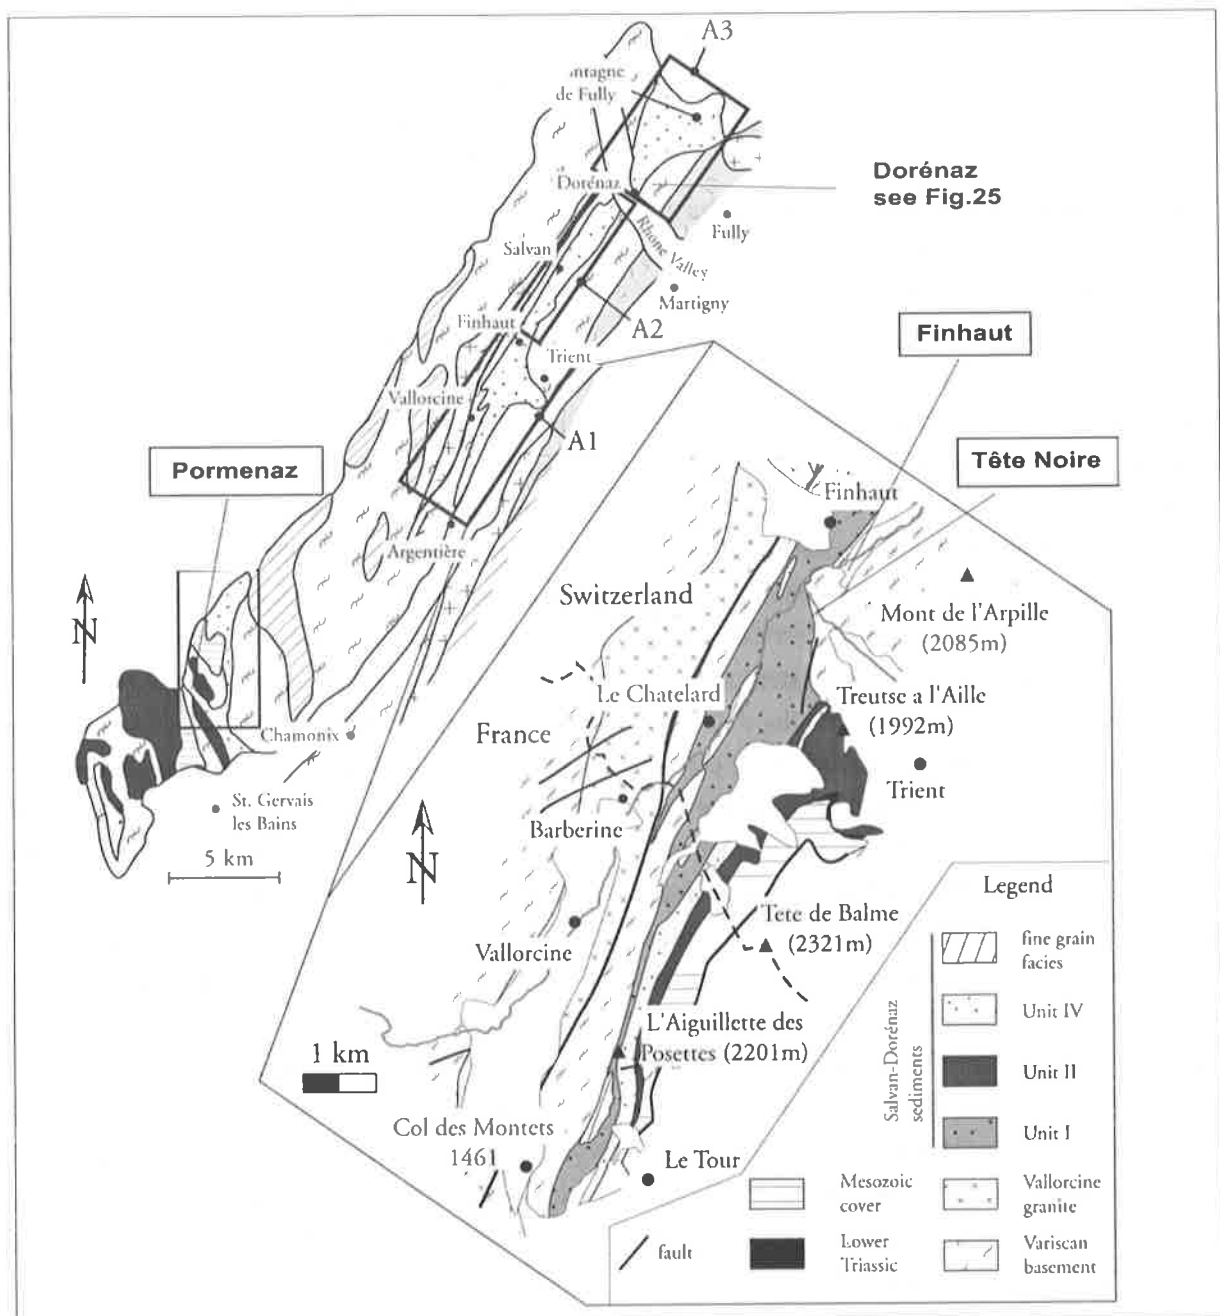 A3
ntagne
de Fully
Dorénaz
Dorénaz
see Fig.25
Fully
Rhone Valley
Salvan
Martigny
A2
Finhaut
Finhaut
Trient
Vallorcine
A1
Tête Noire
Pormenaz
Argentière
Finhaut
N
Switzerland
Mont de l'Arpille
(2085m)
Le Chatelard
Treutse a l'Aille
(1992m)
France
Chamonix
Trient
St. Gervais
les Bains
Barberine
5 km
N
Legend
Tete de Balme
(2321m)
Vallorcine
fine grain
facies
Unit IV
L'Aiguillette des
Posettes (2201m)
1 km
Unit II
Salvan-Dorénaz
sediments
Col des Montets
1461
Unit I
Le Tour
Mesozoic
cover
Vallorcine
granite
fault
Lower
Triassic
Variscan
basement